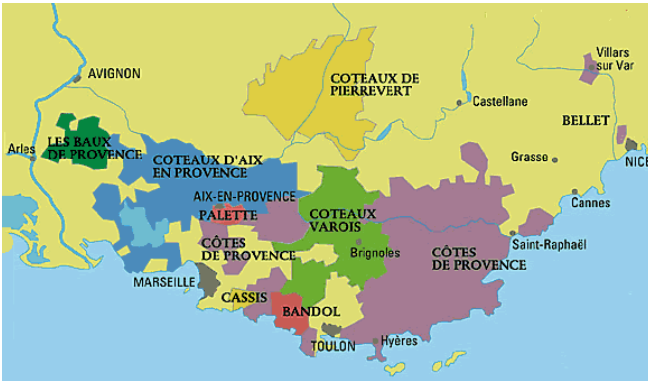 Villars
sur Var
AVIGNON
COTEAUX DE
PIERREVERT
Castellane
BELLET
Arles
LES BAUX
DE PROVENCE
COTEAUX D'AIX
EN PROVENCE
Grasse
NICE
AIX-EN-PROVENCE
Cannes
PALETTE
COTEAUX
VAROIS
CÔTES
DE PROVENCE
Brignoles
CÔTES
DE PROVENCE
Saint-Raphaël
MARSEILLE
CASSIS
BANDOL
TOULON
Hyères